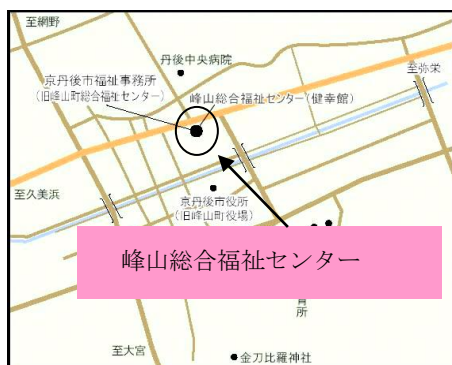 至網野
丹後中央病院
京丹後市福祉事務所
(旧峰山町総合福祉センター)
峰山総合福祉センター(健幸館)
至弥栄
至久美浜
京丹後市役所
(旧峰山町役場)
峰山総合福祉センター
所
至大宮
金刀比羅神社